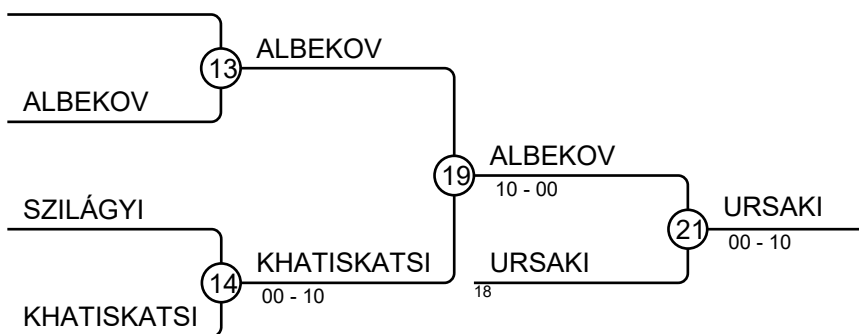 ALBEKOV
13
ALBEKOV
ALBEKOV
19
10 - 00
SZILÁGYI
URSAKI
21
00 - 10
KHATISKATSI
URSAKI
14
00 - 10
18
KHATISKATSI